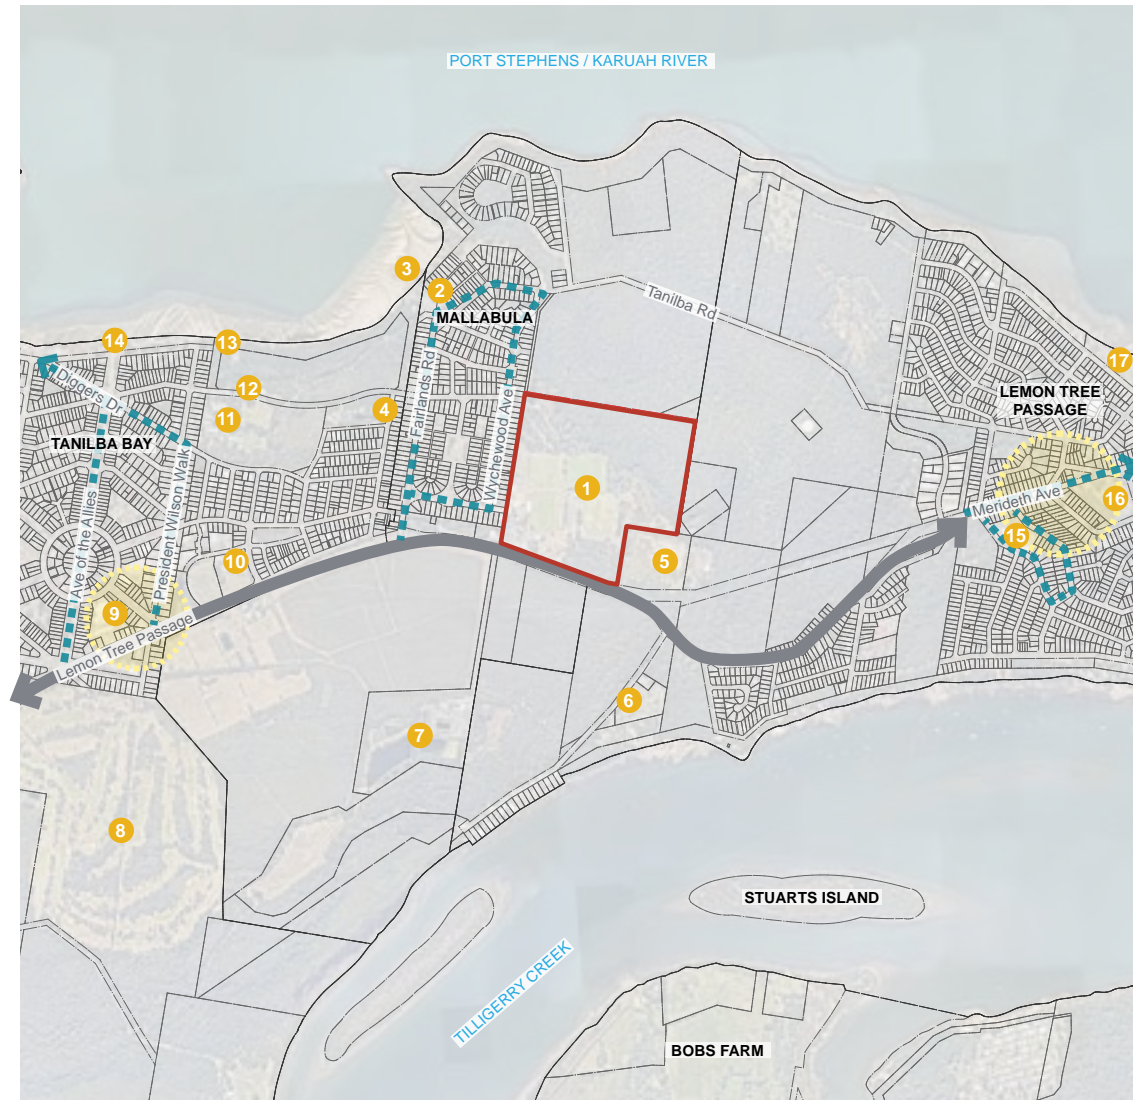 PORT STEPHENS / KARUAH RIVER
3
2
MALLABULA
Tanilba Rd
14
13
17
Diggers Dr
12
11
4
Fairlands Rd
Wychewood Ave
LEMON TREE
PASSAGE
TANILBA BAY
President Wilson Walk
Ave of the Allies
1
Merideth Ave
16
15
10
5
9
Lemon Tree Passage
6
7
8
STUARTS ISLAND
TILLIGERRY CREEK
BOBS FARM